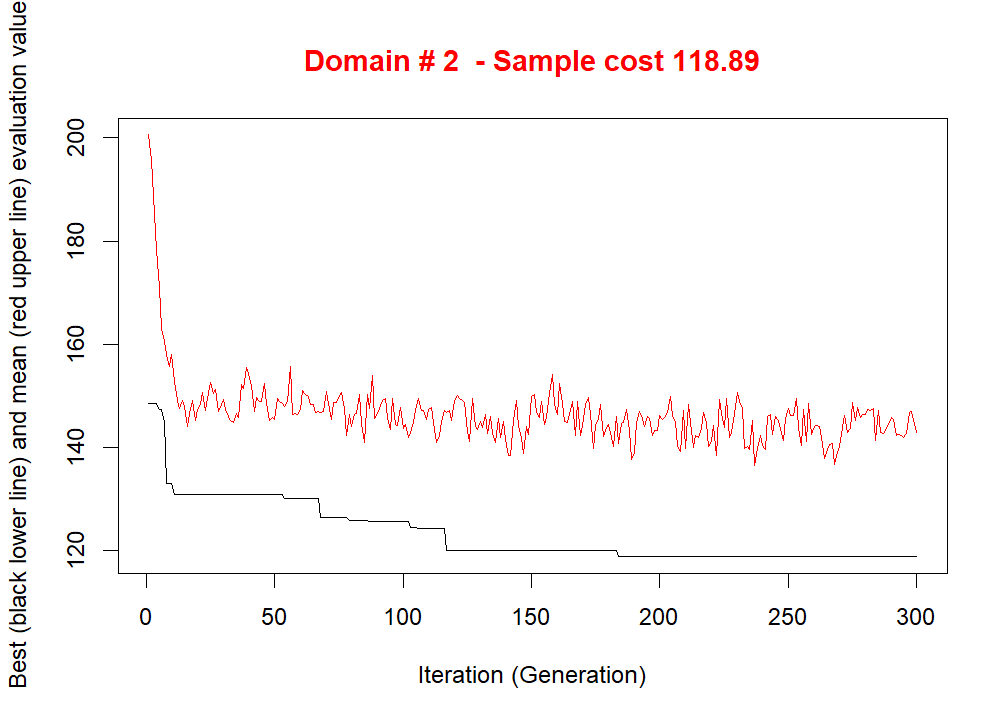 Domain # 2  - Sample cost 118.89
Best (black lower line) and mean (red upper line) evaluation value
200
180
160
140
120
0 50 100 150 200 250 300
Iteration (Generation)